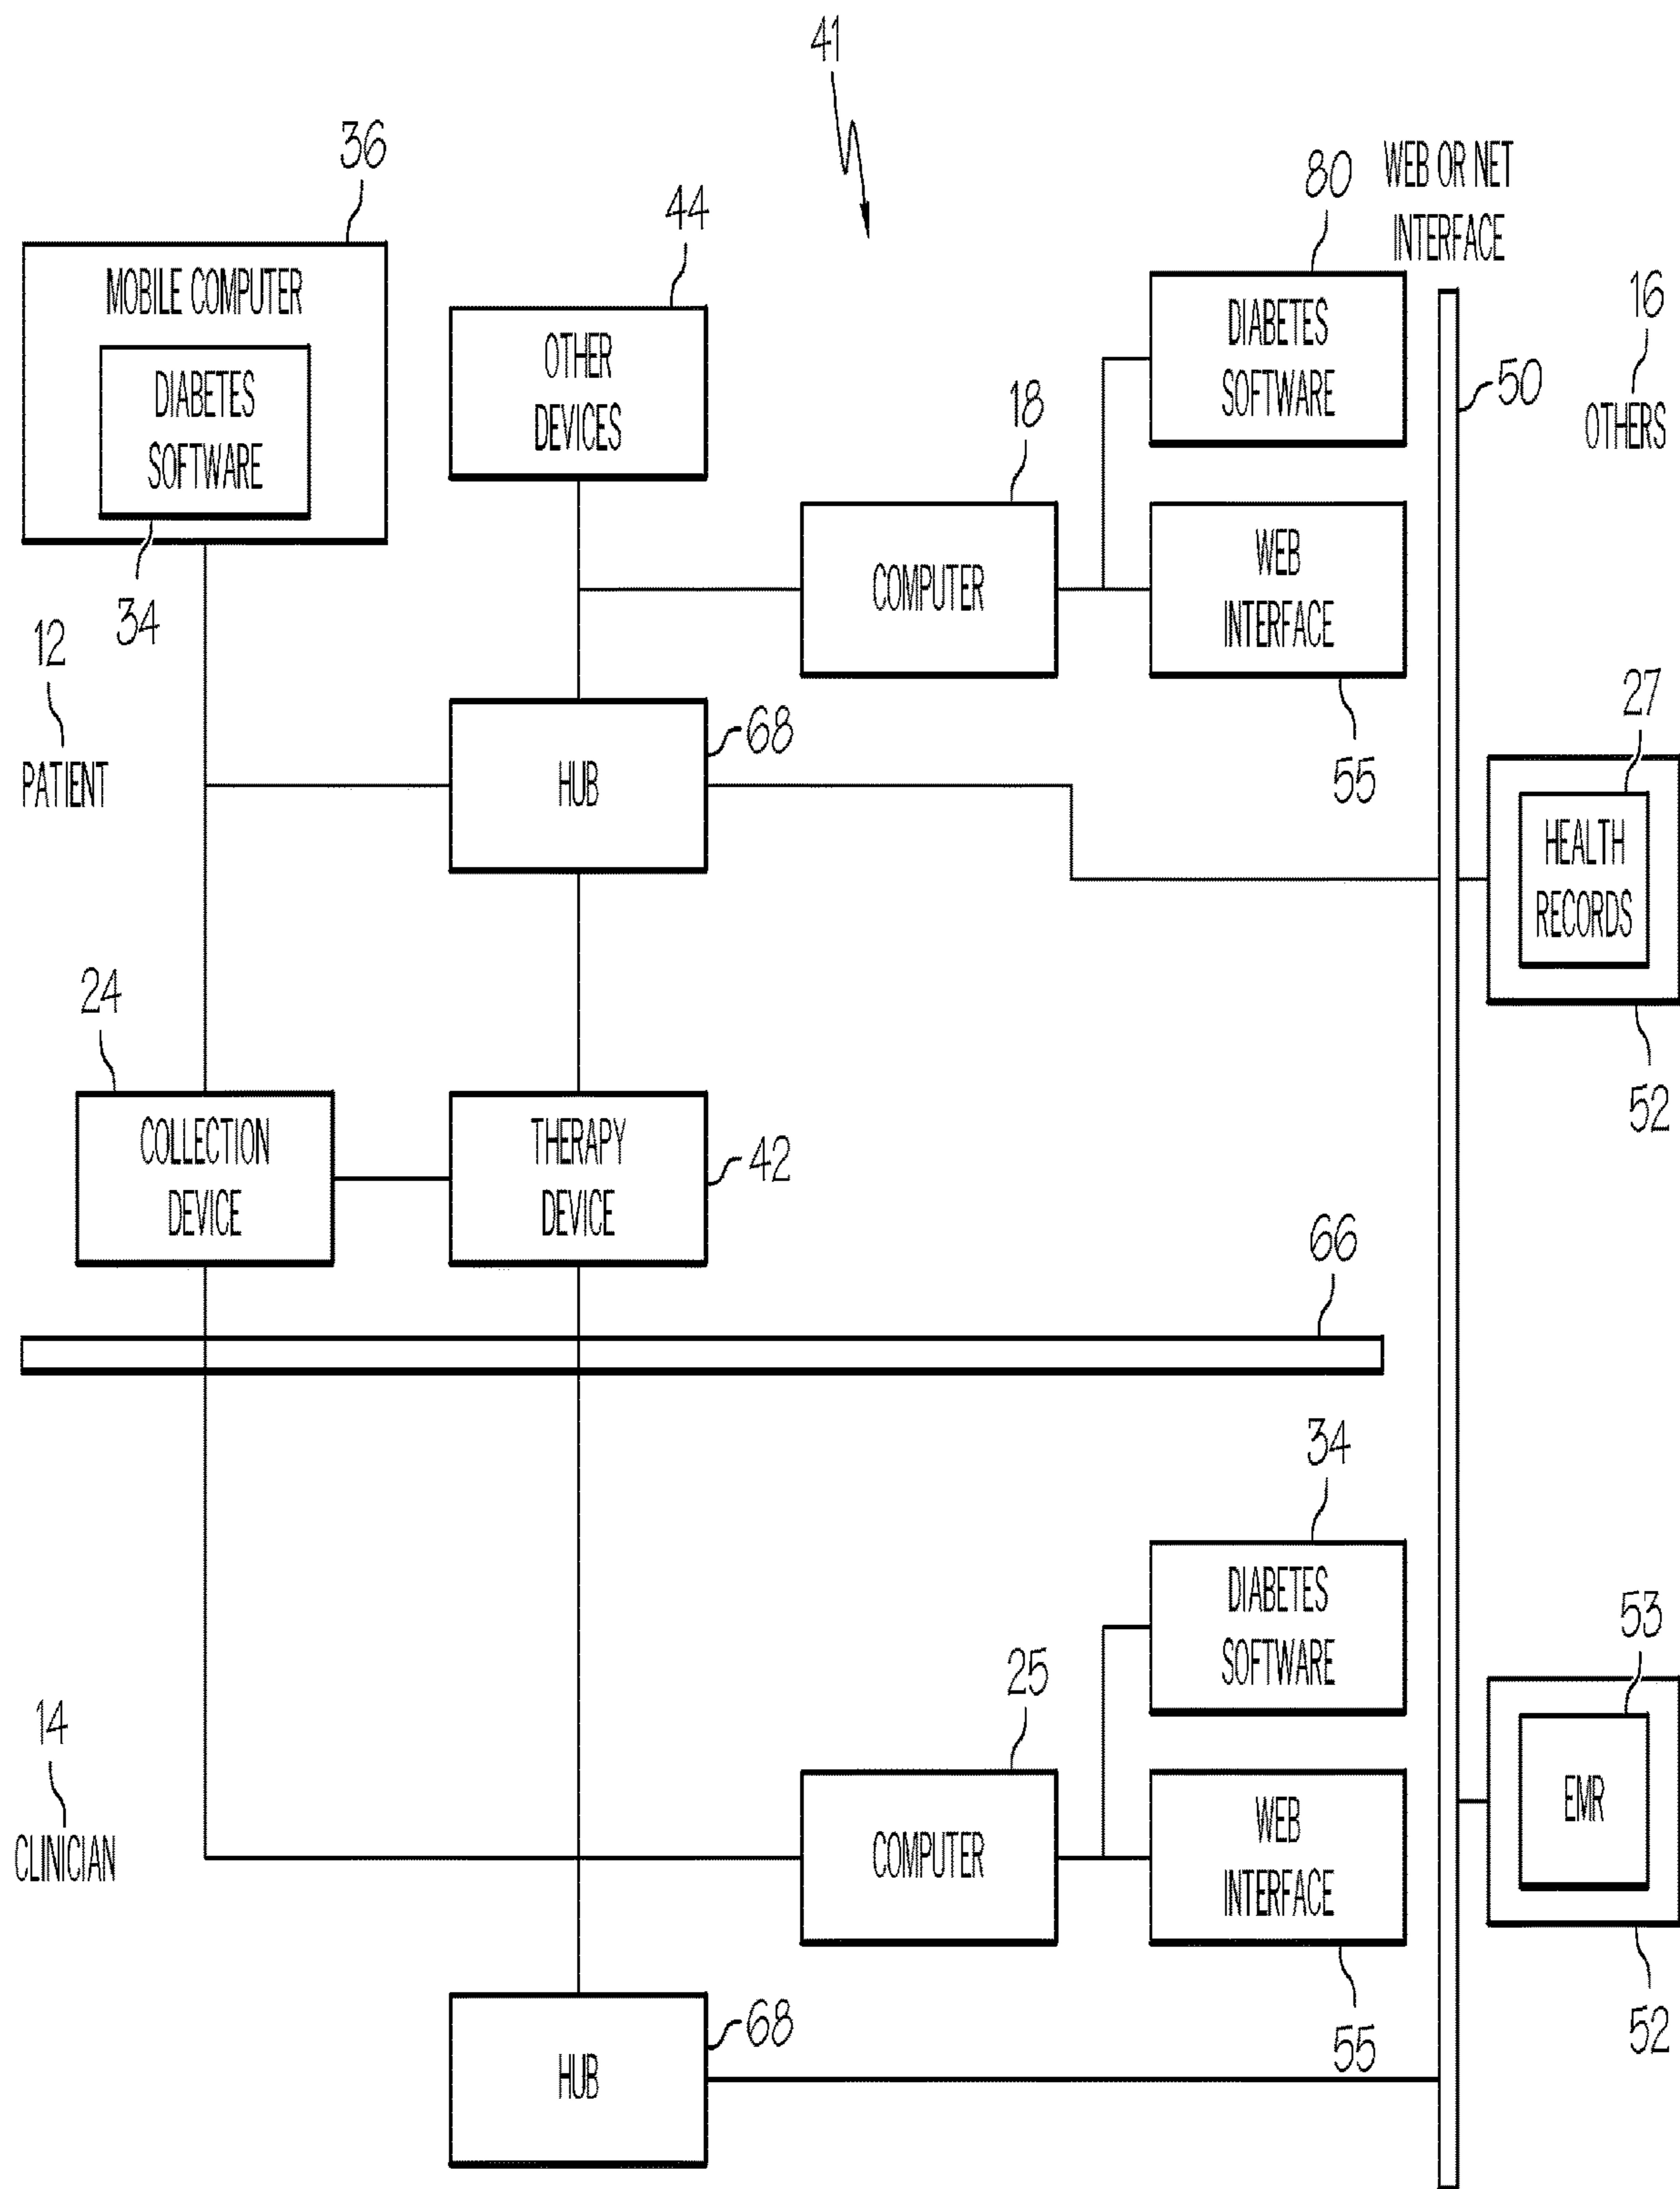 41
36
44
80
WEB OR NET
INTERFACE
16
OTHERS
50
MOBILE COMPUTER
DIABETES
SOFTWARE
34
OTHER
DEVICES
18
DIABETES
SOFTWARE
COMPUTER
WEB
INTERFACE
55
12
PATIENT
HUB
68
27
HEALTH
RECORDS
52
24
COLLECTION
DEVICE
THERAPY
DEVICE
42
66
34
DIABETES
SOFTWARE
25
53
14
CLINICIAN
COMPUTER
WEB
INTERFACE
55
EMR
52
HUB
68